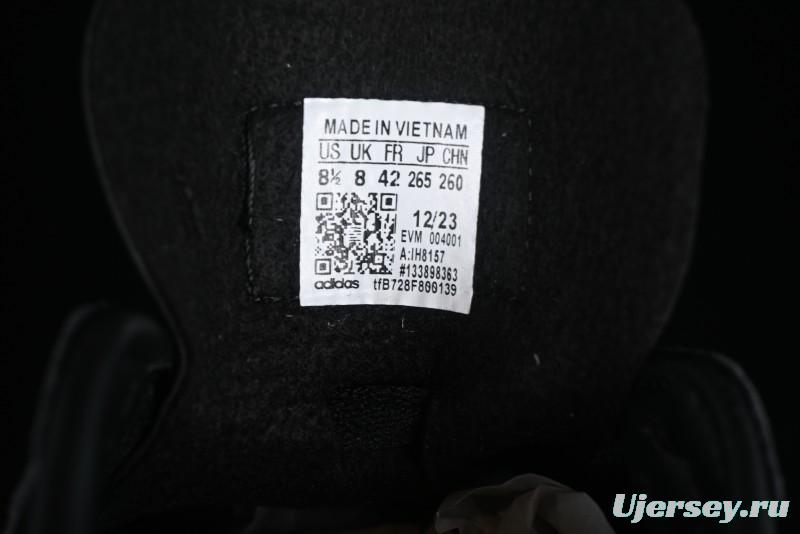 MADE IN VIETNAM
US UK FR JP CHN
8½ 8 42 265 260
12/23
EVM 004001
A:IH8157
#133898363
adidas tfB728F800139
Ujersey.ru